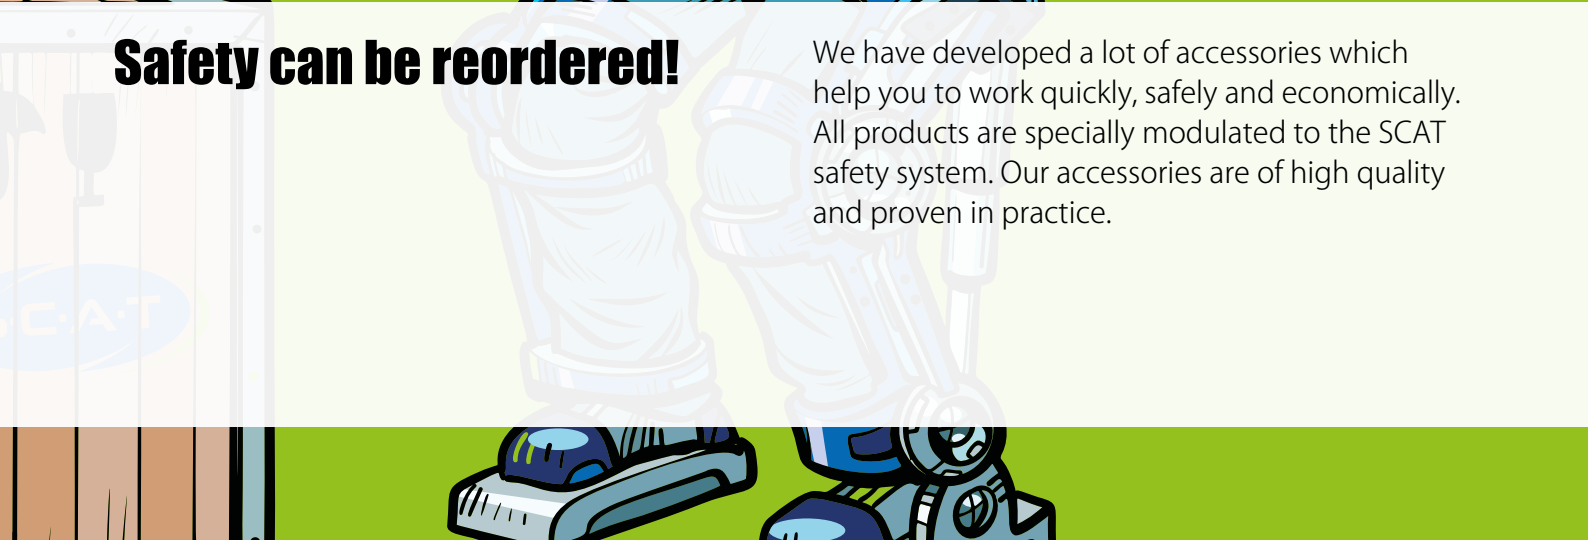 Safety can be reordered!
We have developed a lot of accessories which
help you to work quickly, safely and economically.
All products are specially modulated to the SCAT
safety system. Our accessories are of high quality
and proven in practice.
C·A·T